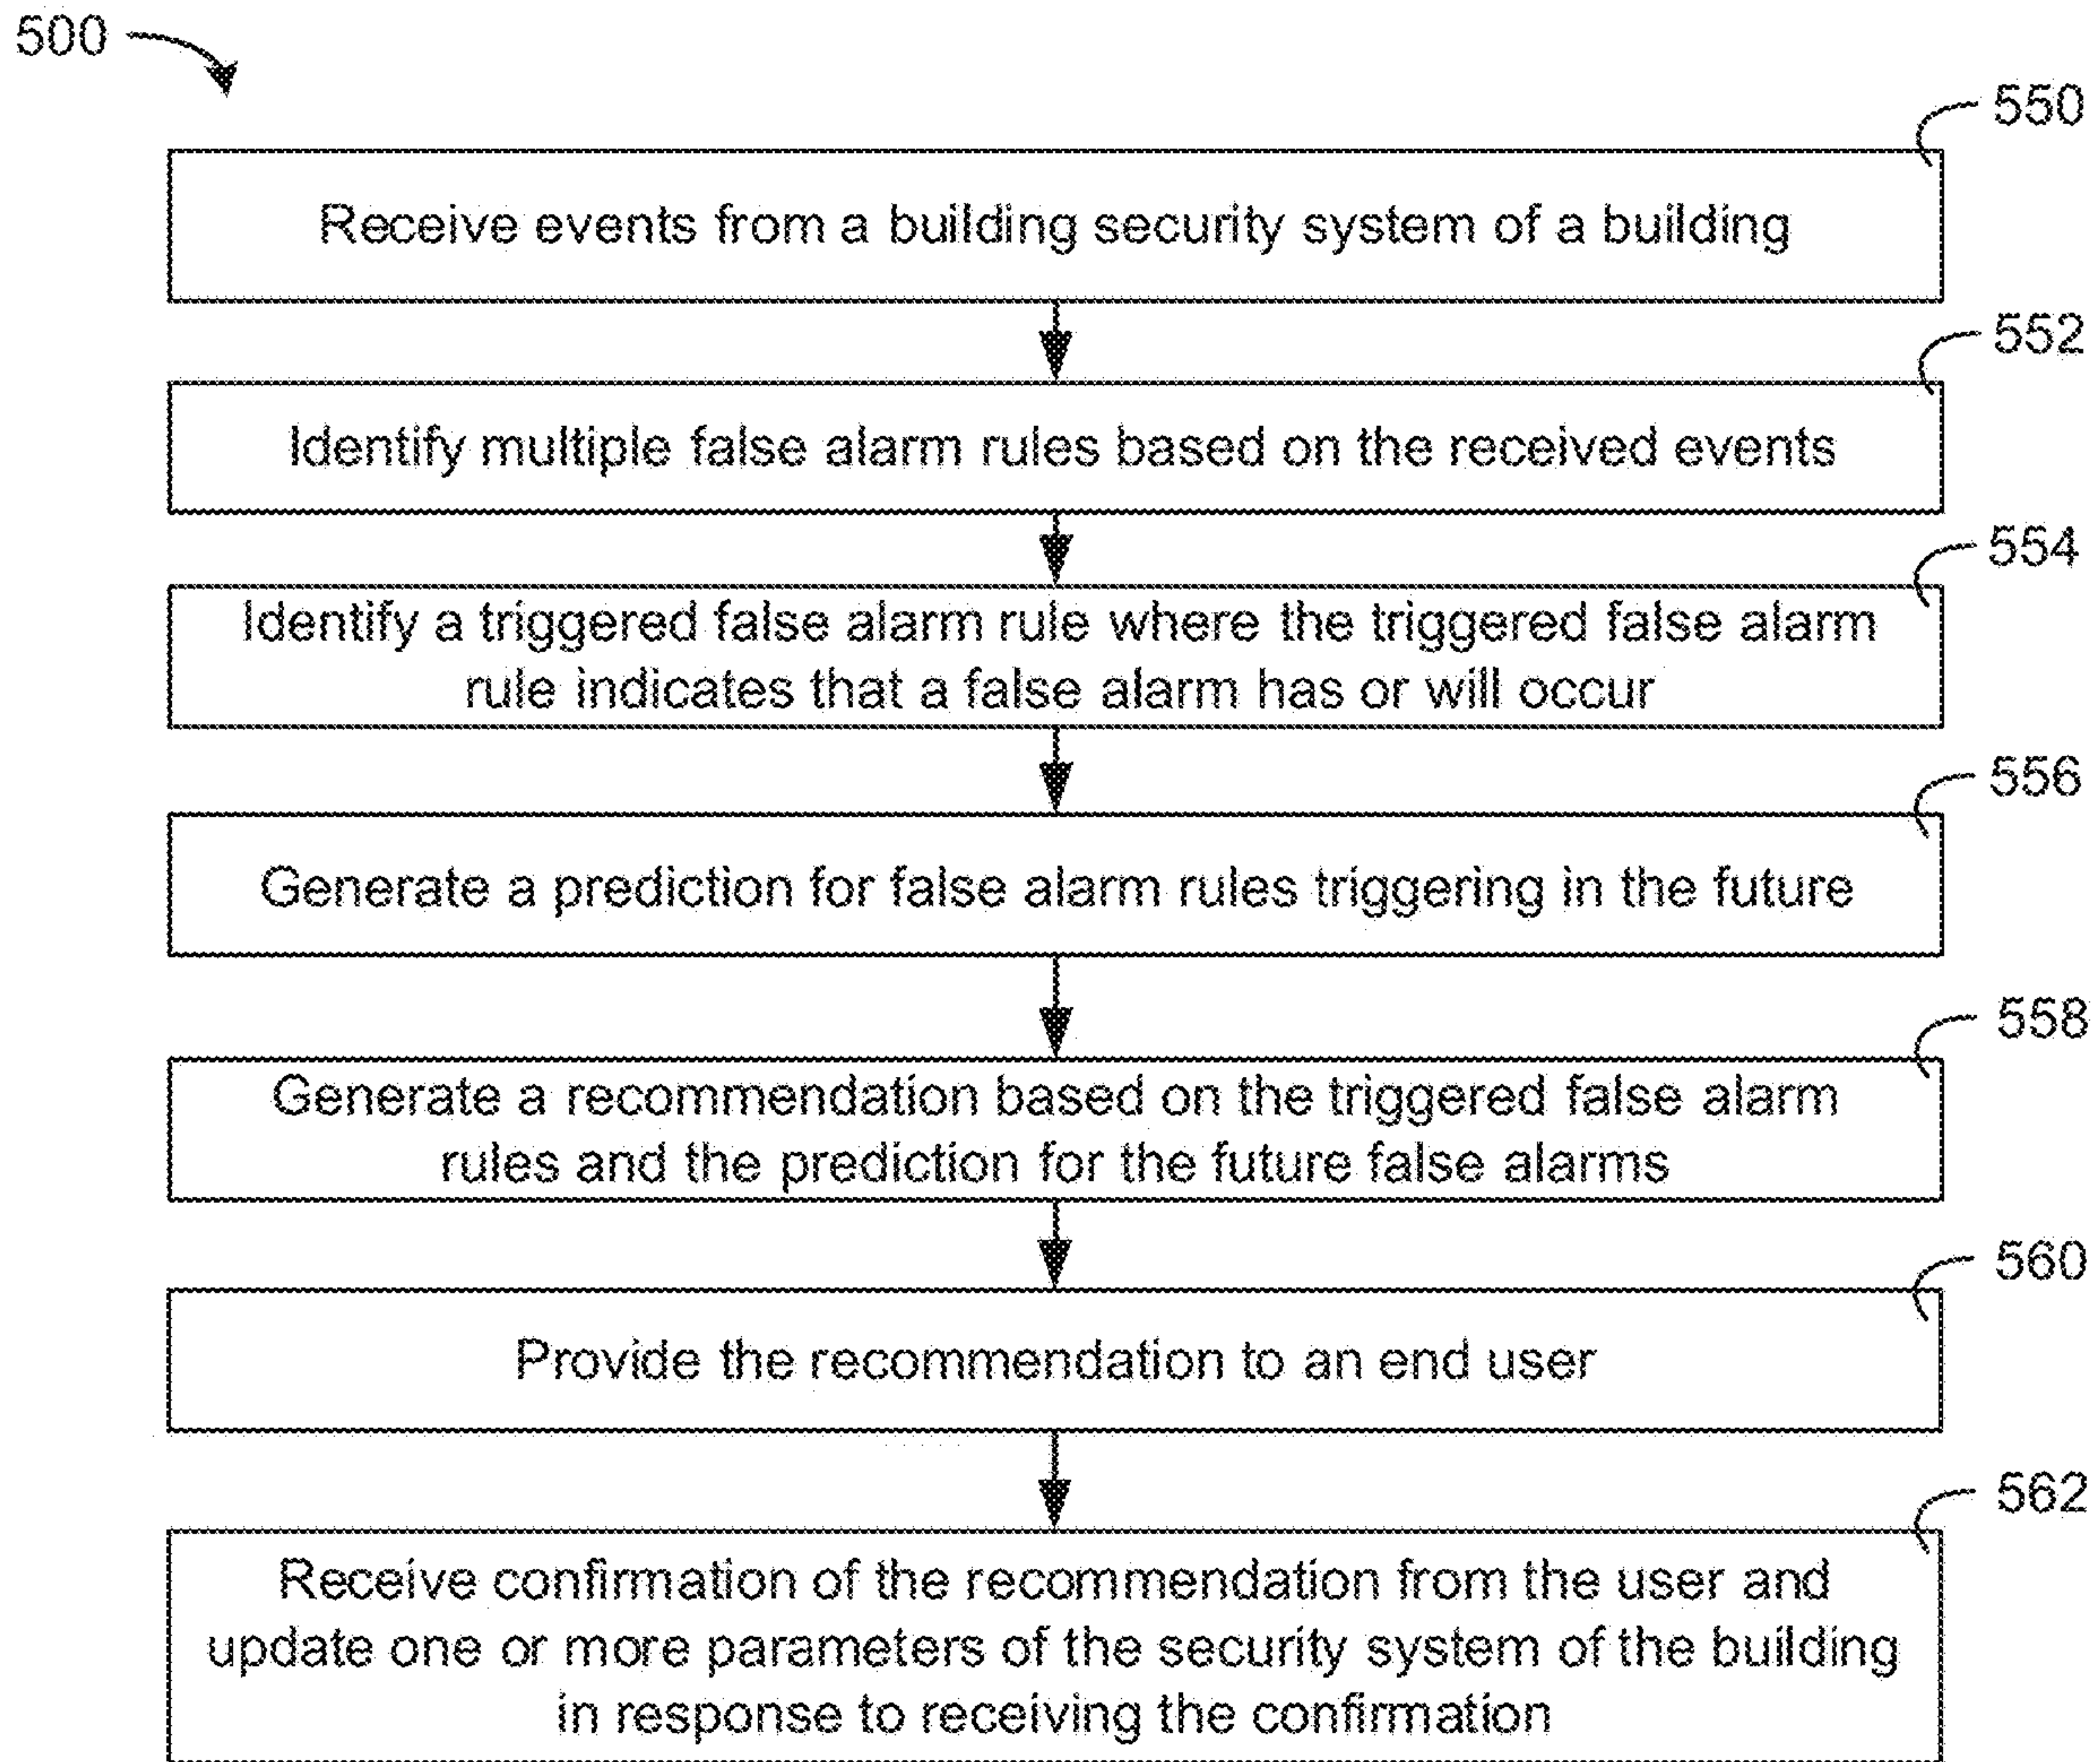 500
550
Receive events from a building security system of a building
552
Identify multiple false alarm rules based on the received events
554
Identify a triggered false alarm rule where the triggered false alarm
rule indicates that a false alarm has or will occur
556
Generate a prediction for false alarm rules triggering in the future
558
Generate a recommendation based on the triggered false alarm
rules and the prediction for the future false alarms
560
Provide the recommendation to an end user
562
Receive confirmation of the recommendation from the user and
update one or more parameters of the security system of the building
in response to receiving the confirmation